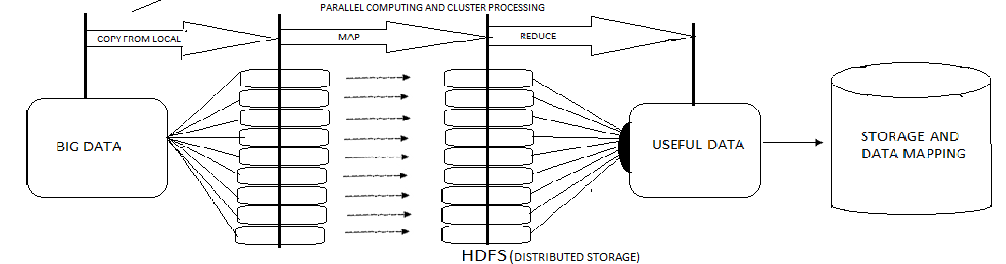 PARALLEL COMPUTING AND CLUSTER PROCESSING
COPY FROM LOCAL
MAP
REDUCE
BIG DATA
USEFUL DATA
STORAGE AND
DATA MAPPING
HDFS (DISTRIBUTED STORAGE)